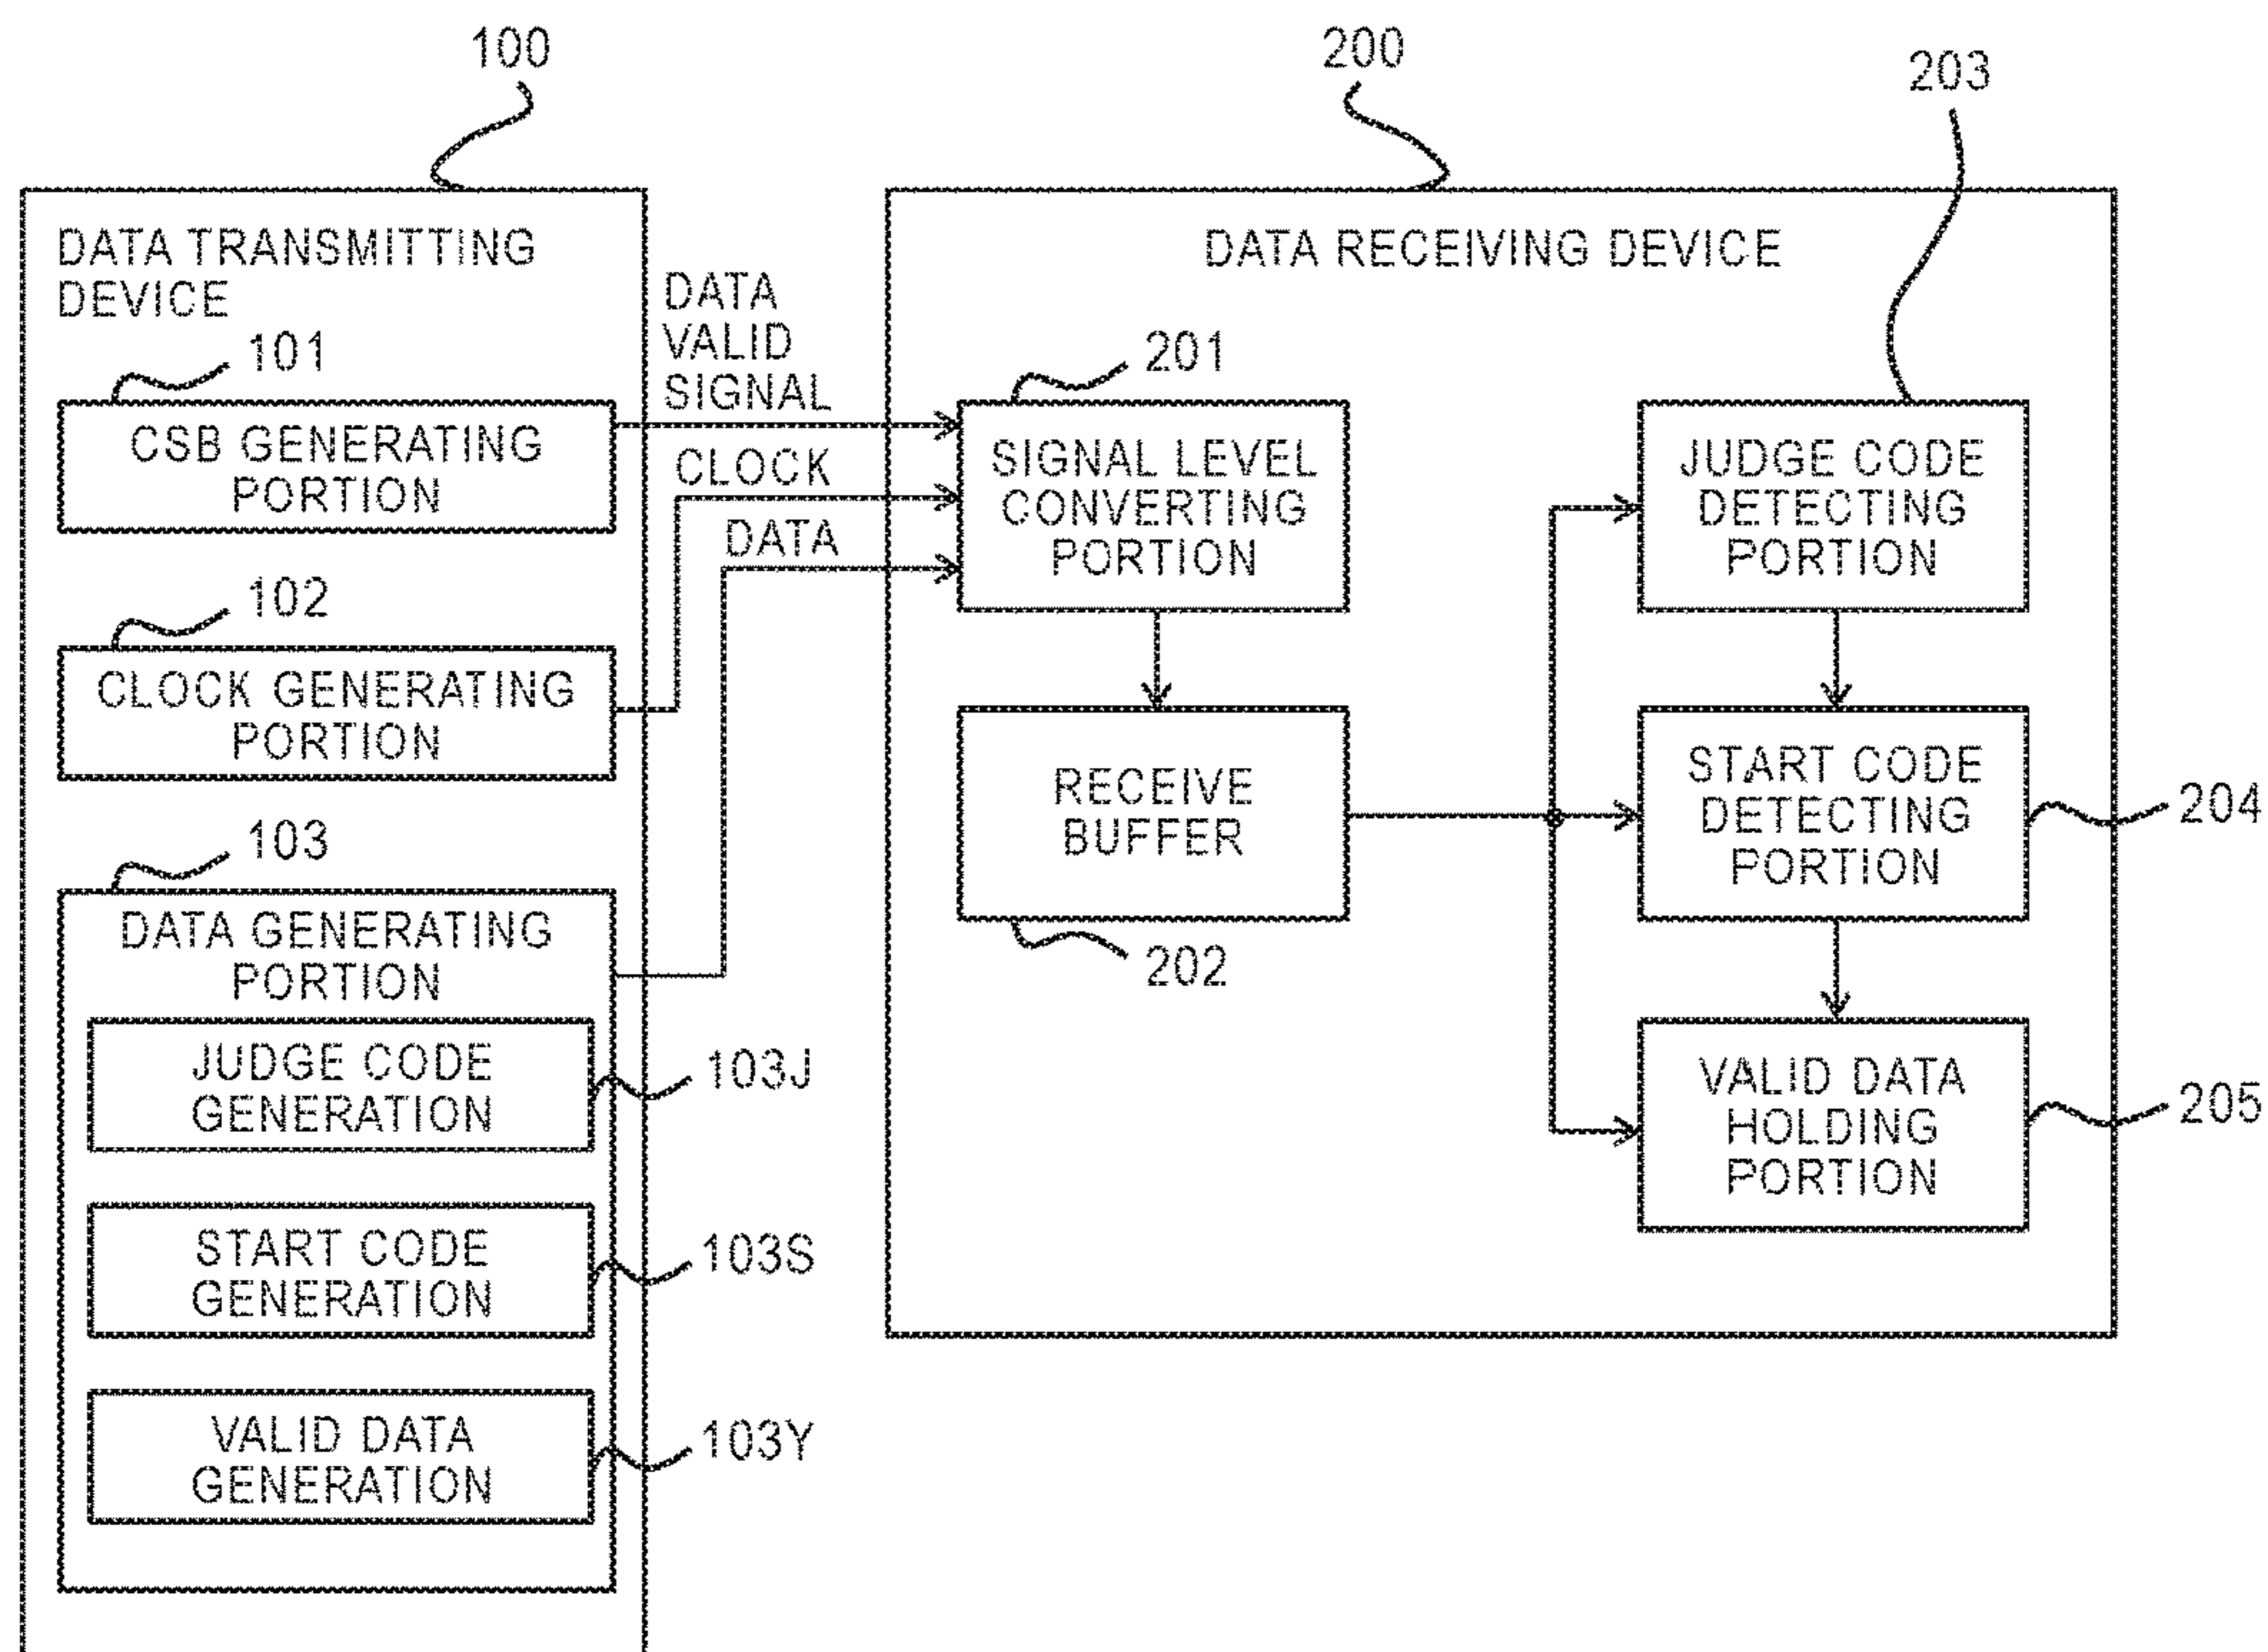 100
200
203
DATA TRANSMITTING
DEVICE
DATA
VALID
SIGNAL
DATA RECEIVING DEVICE
101
CSB GENERATING
PORTION
CLOCK
DATA
201
SIGNAL LEVEL
CONVERTING
PORTION
JUDGE CODE
DETECTING
PORTION
102
CLOCK GENERATING
PORTION
RECEIVE
BUFFER
202
START CODE
DETECTING
PORTION
204
103
DATA GENERATING
PORTION
JUDGE CODE
GENERATION
103J
VALID DATA
HOLDING
PORTION
205
START CODE
GENERATION
103S
VALID DATA
GENERATION
103Y